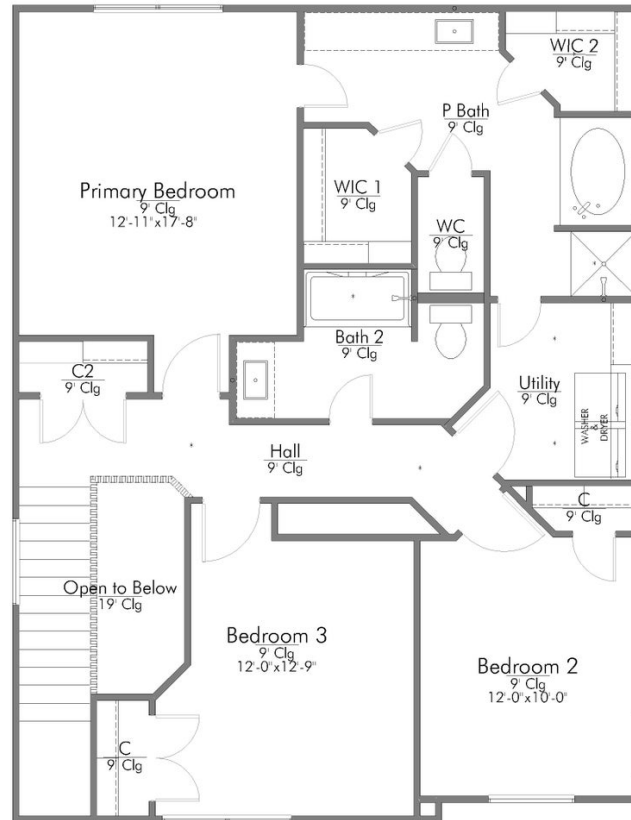 WIC 2
9' Clg
P Bath
9' Clg
Primary Bedroom
9' Clg
12'-11"x17'-8"
WIC 1
9' Clg
WC
9' Clg
Bath 2
9' Clg
C2
9' Clg
Utility
9' Clg
WASHER
&
DRYER
Hall
9' Clg
C
9' Clg
Open to Below
19' Clg
Bedroom 3
9' Clg
12'-0"x12'-9"
Bedroom 2
9' Clg
12'-0"x10'-0"
C
9' Clg